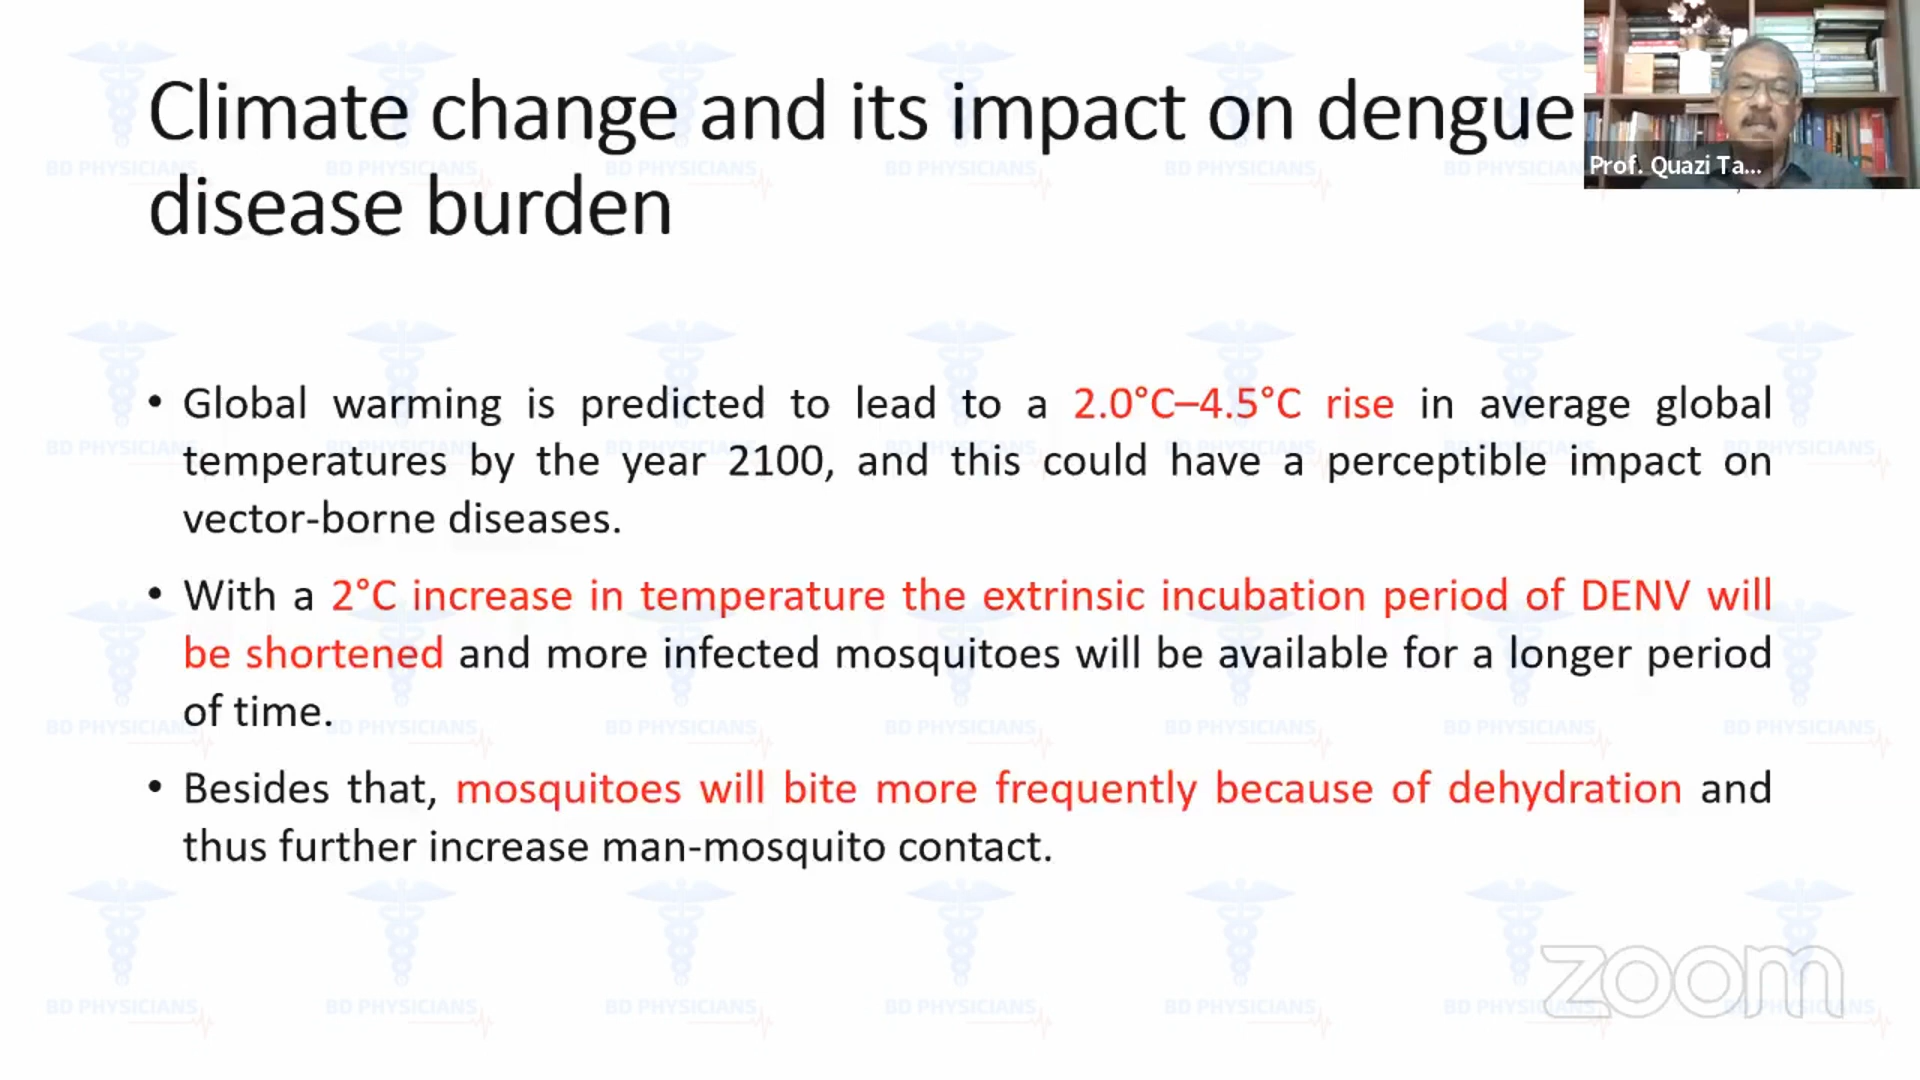 Climate change and its impact on dengue
disease burden
Prof. Quazi Ta...
• Global warming is predicted to lead to a 2.0°C–4.5°C rise in average global
temperatures by the year 2100, and this could have a perceptible impact on
vector-borne diseases.
• With a 2°C increase in temperature the extrinsic incubation period of DENV will
be shortened and more infected mosquitoes will be available for a longer period
of time.
• Besides that, mosquitoes will bite more frequently because of dehydration and
thus further increase man-mosquito contact.
zoom
BD PHYSICIANS